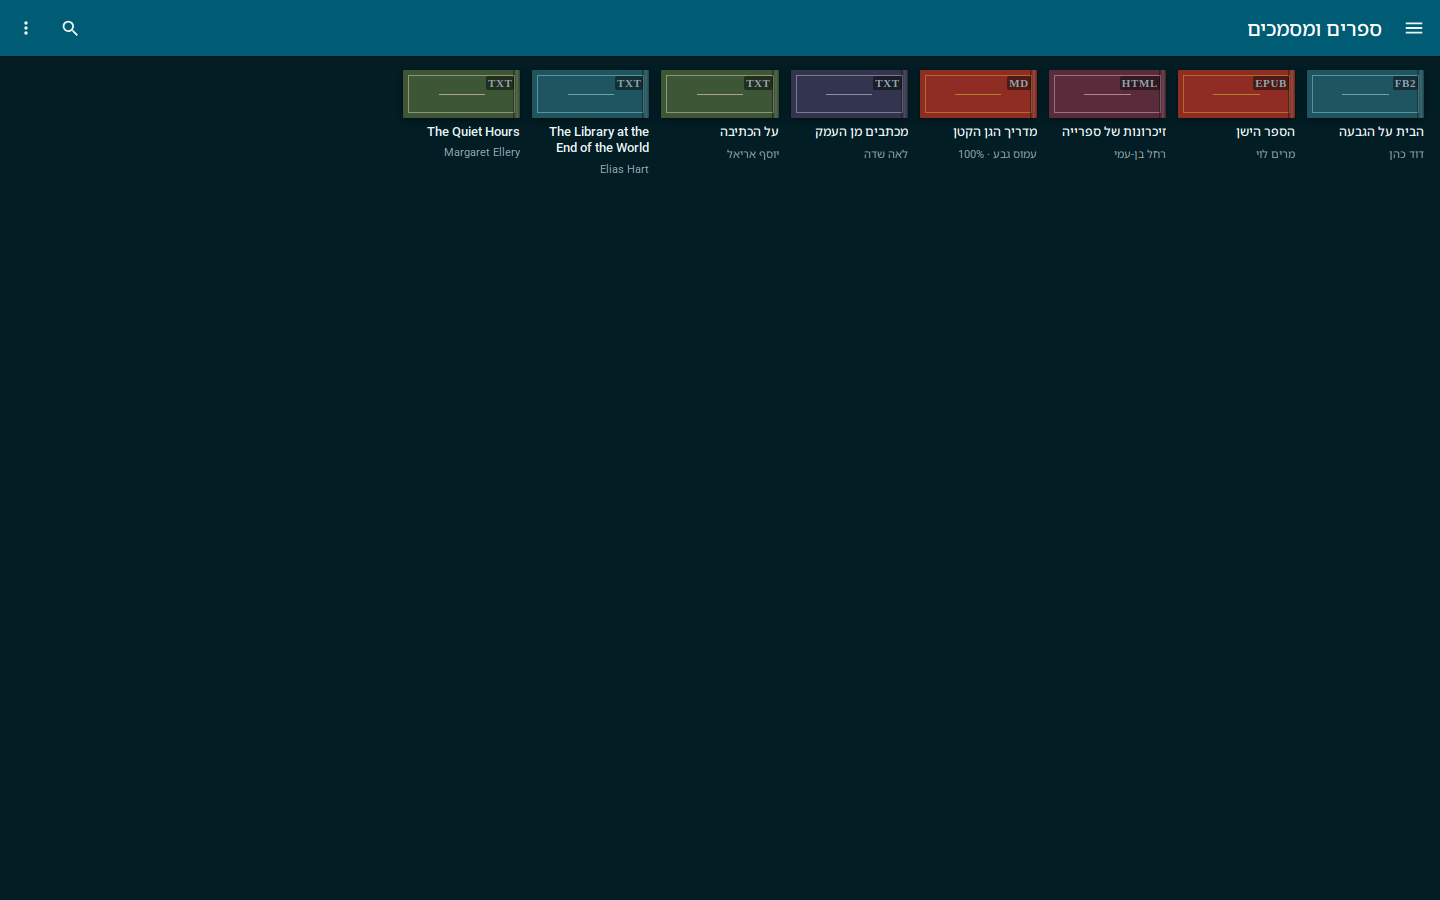 ספרים ומסמכים
FB2
הבית על הגבעה
דוד כהן
EPUB
הספר הישן
מרים לוי
HTML
זיכרונות של ספרייה
רחל בן-עמי
MD
מדריך הגן הקטן
עמוס גבע · 100%
TXT
מכתבים מן העמק
לאה שדה
TXT
על הכתיבה
יוסף אריאל
TXT
The Library at the
End of the World
Elias Hart
TXT
The Quiet Hours
Margaret Ellery